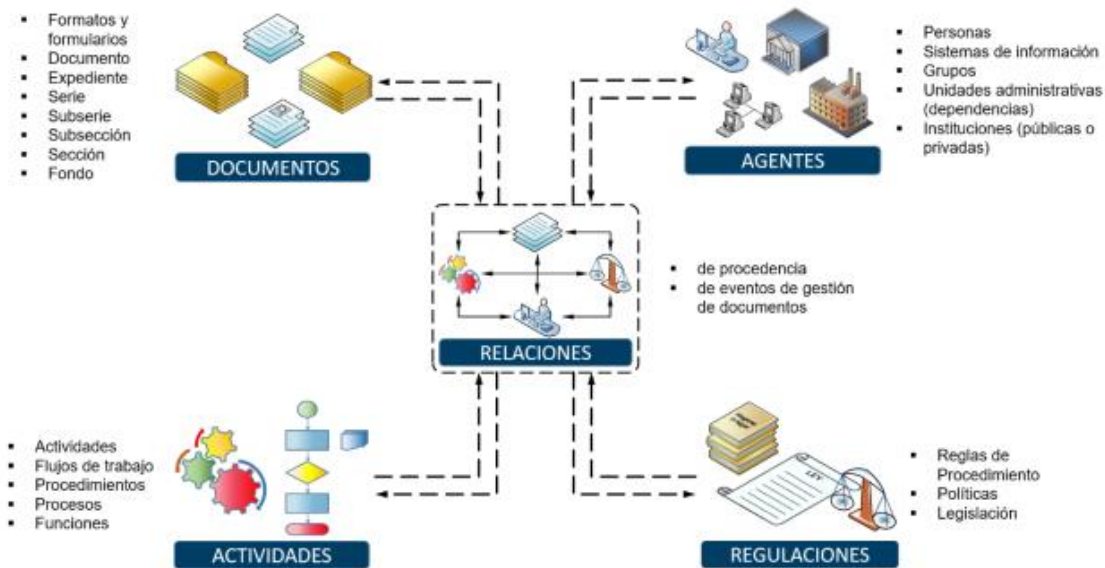 Formatos y
formularios
Documento
Expediente
Serie
Subserie
Subsección
Sección
Fondo
DOCUMENTOS
AGENTES
Personas
Sistemas de información
Grupos
Unidades administrativas
(dependencias)
Instituciones (públicas o
privadas)
RELACIONES
de procedencia
de eventos de gestión
de documentos
Actividades
Flujos de trabajo
Procedimientos
Procesos
Funciones
ACTIVIDADES
LEY
REGULACIONES
Reglas de
Procedimiento
Políticas
Legislación